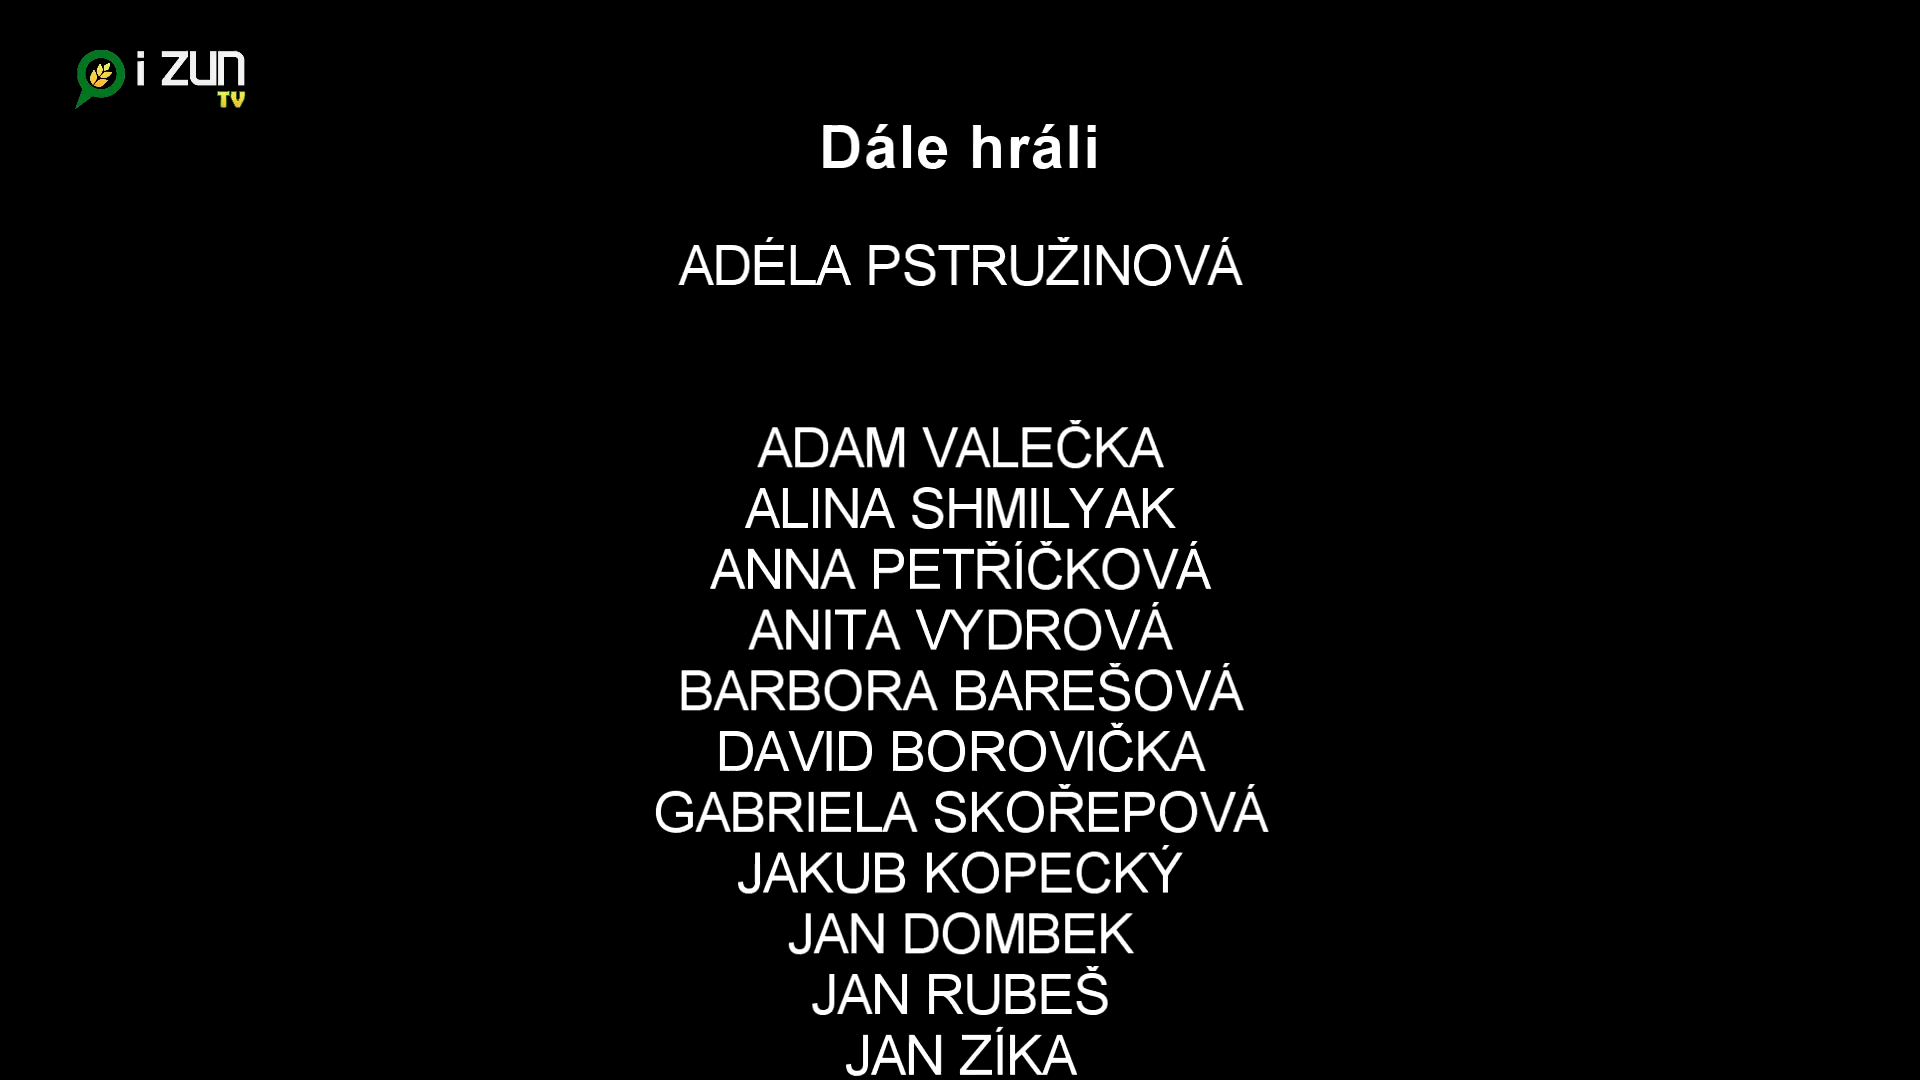 i zun
TV
Dále hráli
ADÉLA PSTRUŽINOVÁ
ADAM VALEČKA
ALINA SHMILYAK
ANNA PETŘÍČKOVÁ
ANITA VYDROVÁ
BARBORA BAREŠOVÁ
DAVID BOROVIČKA
GABRIELA SKOŘEPOVÁ
JAKUB KOPECKÝ
JAN DOMBEK
JAN RUBEŠ
JAN ZÍKA